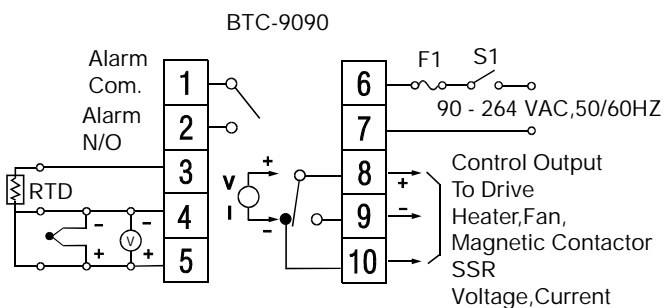 BTC-9090
Alarm
Com.
Alarm
N/O
1
2
3
4
5
RTD
- -
V
+ +
V
I
+
-
6
7
8
9
10
F1 S1
90 - 264 VAC,50/60HZ
+
-
Control Output
To Drive
Heater,Fan,
Magnetic Contactor
SSR
Voltage,Current